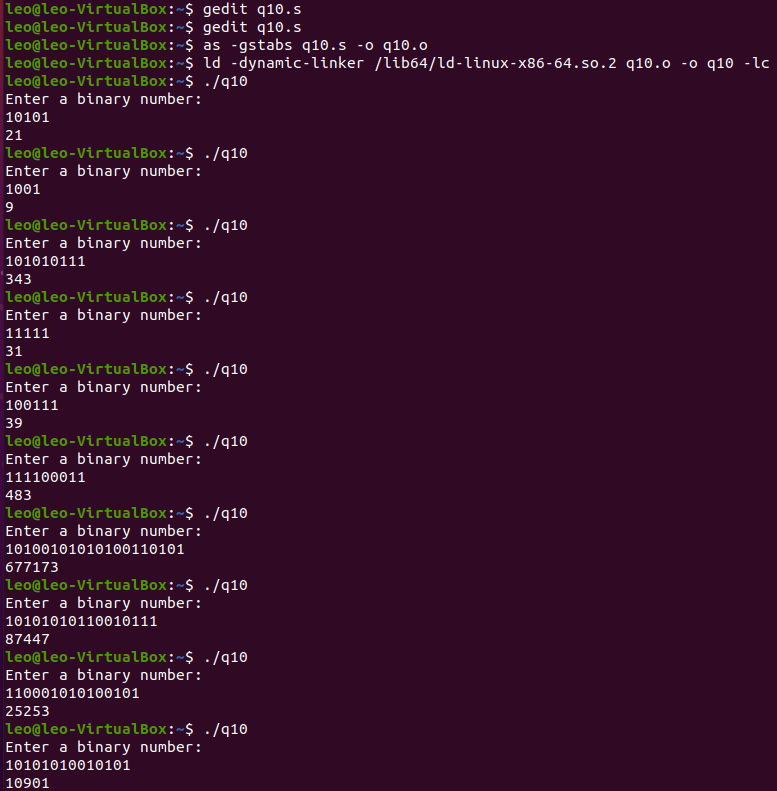 leo@leo-VirtualBox:~$ gedit q10.s
leo@leo-VirtualBox:~$ gedit q10.s
leo@leo-VirtualBox:~$ as -gstabs q10.s -o q10.o
leo@leo-VirtualBox:~$ ld -dynamic-linker /lib64/ld-linux-x86-64.so.2 q10.o -o q10 -lc
leo@leo-VirtualBox:~$ ./q10
Enter a binary number:
10101
21
leo@leo-VirtualBox:~$ ./q10
Enter a binary number:
1001
9
leo@leo-VirtualBox:~$ ./q10
Enter a binary number:
101010111
343
leo@leo-VirtualBox:~$ ./q10
Enter a binary number:
11111
31
leo@leo-VirtualBox:~$ ./q10
Enter a binary number:
100111
39
leo@leo-VirtualBox:~$ ./q10
Enter a binary number:
111100011
483
leo@leo-VirtualBox:~$ ./q10
Enter a binary number:
10100101010100110101
677173
leo@leo-VirtualBox:~$ ./q10
Enter a binary number:
10101010110010111
87447
leo@leo-VirtualBox:~$ ./q10
Enter a binary number:
110001010100101
25253
leo@leo-VirtualBox:~$ ./q10
Enter a binary number:
10101010010101
10901